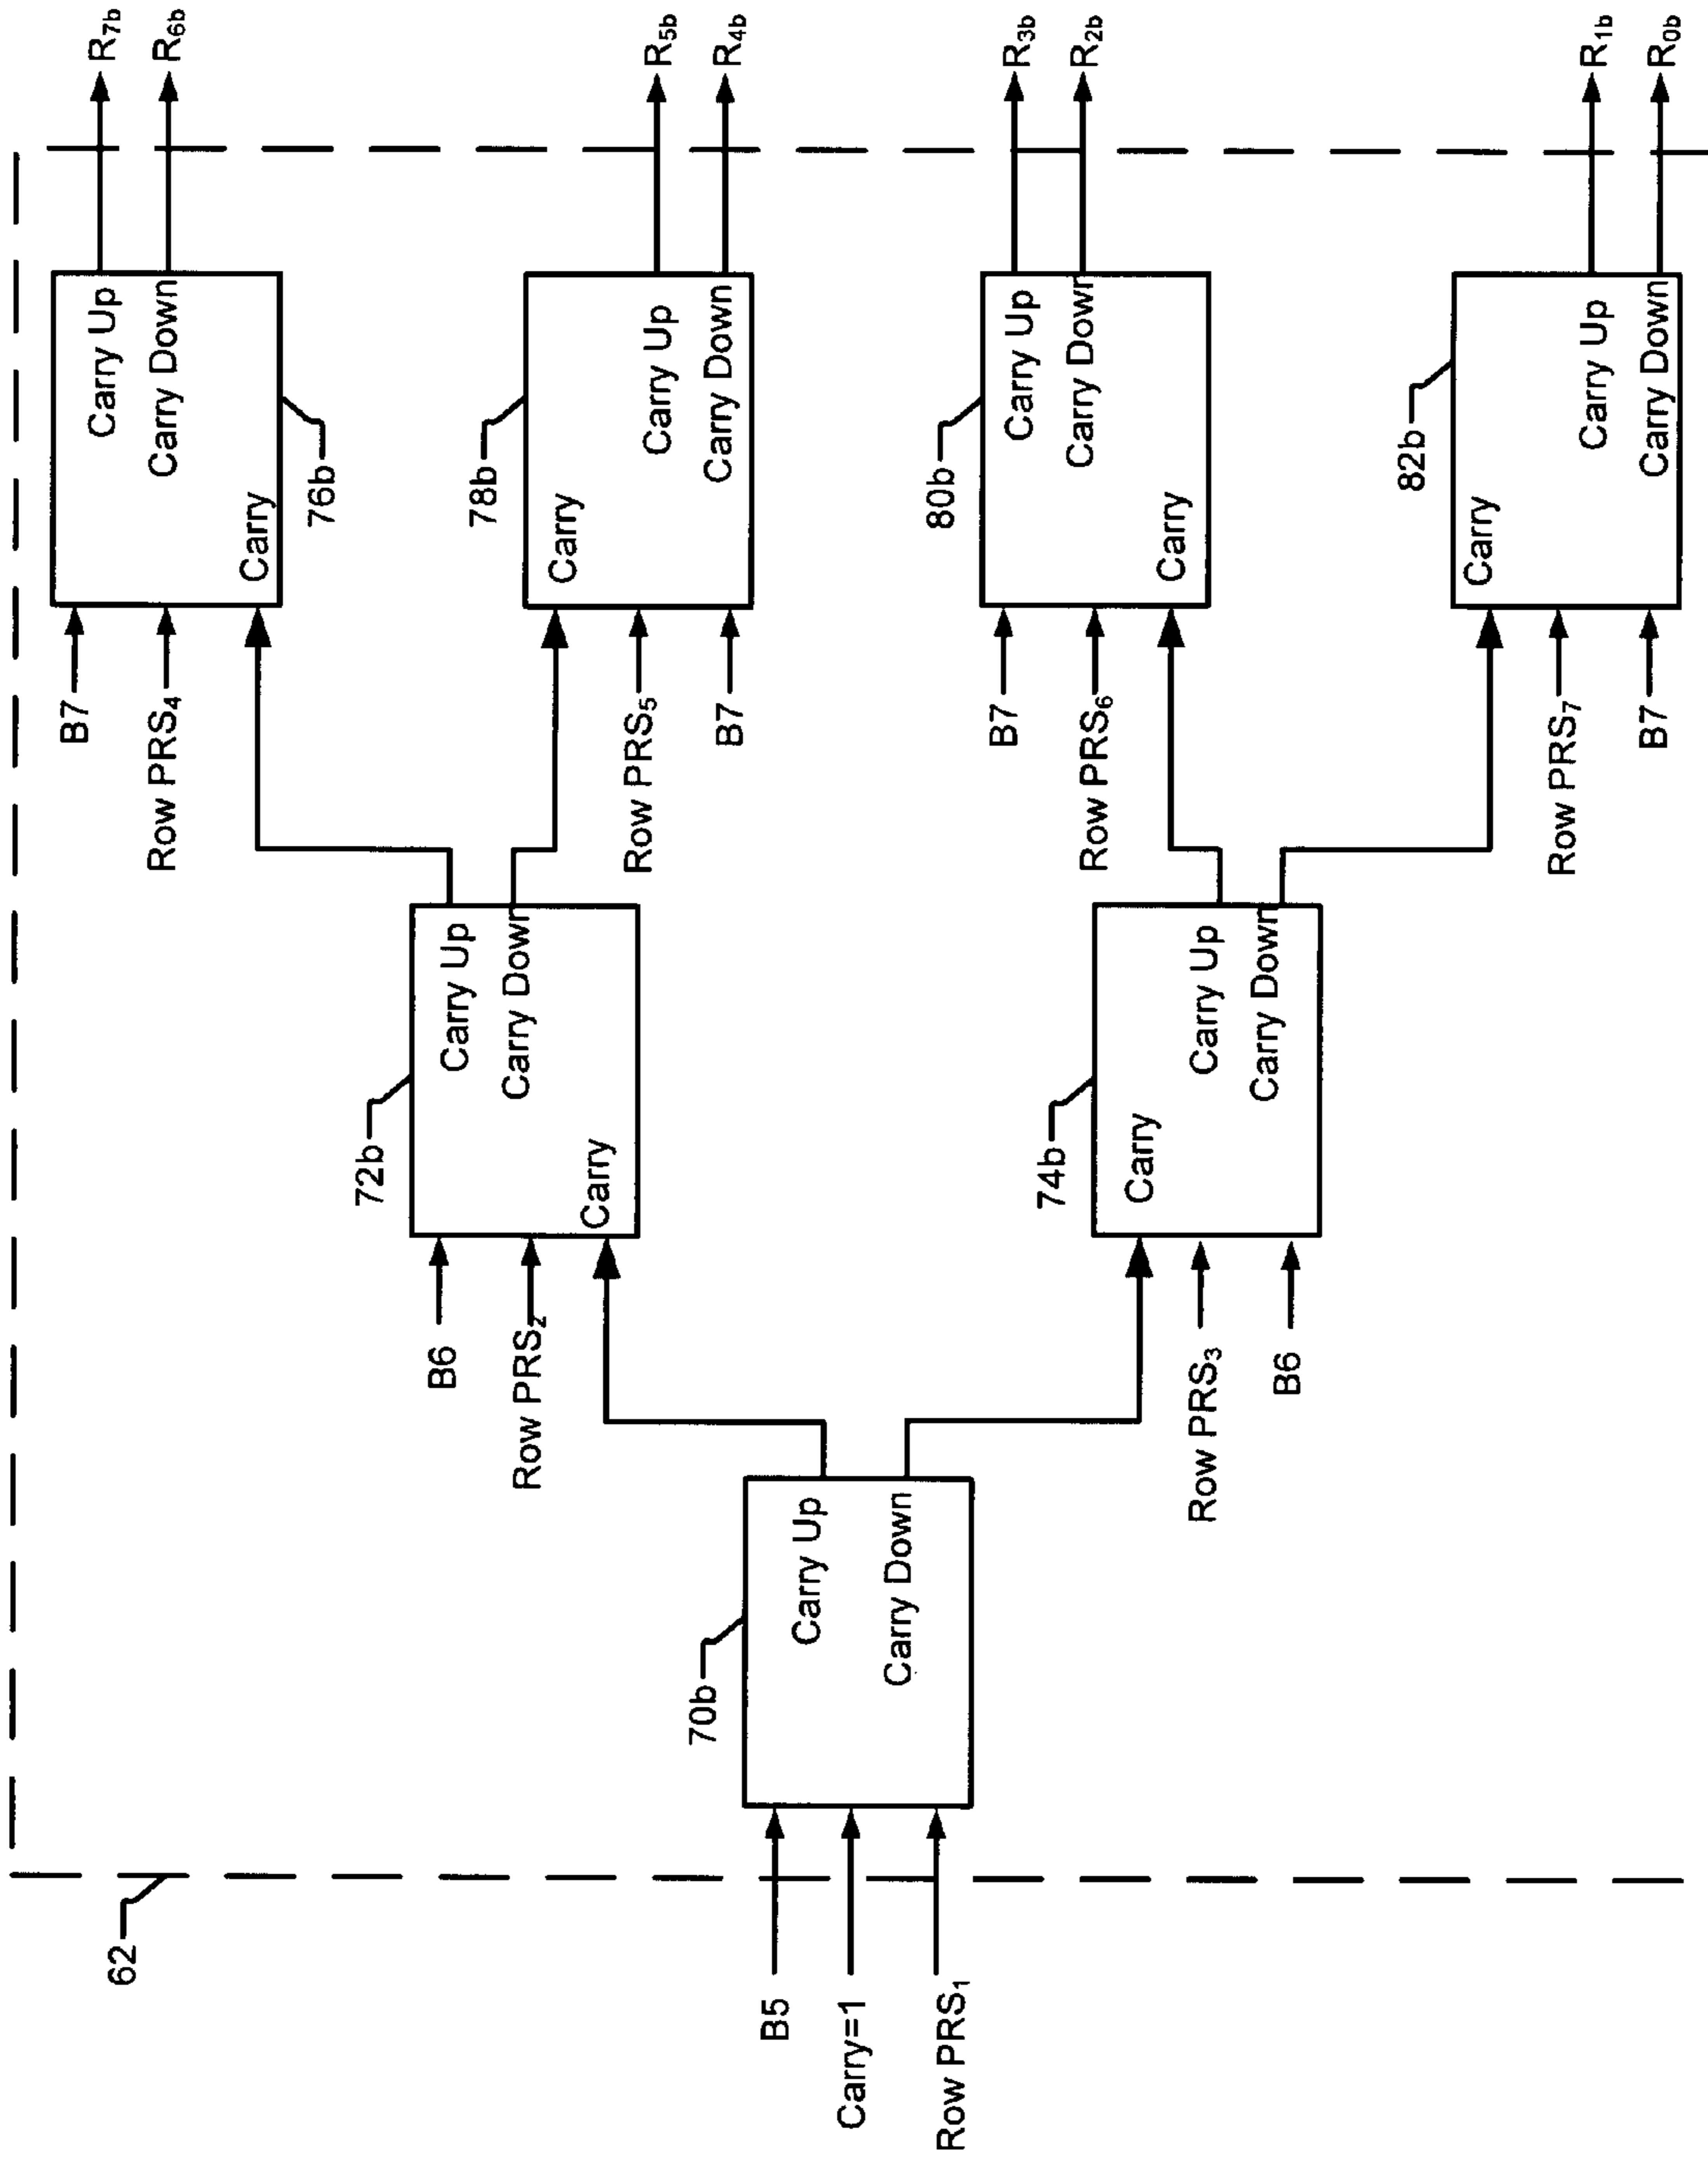 62
B5
Carry=1
Row PRS1
70b
Carry Up
Carry Down
B6
Row PRS2
72b
Carry Up
Carry Down
Carry
Row PRS3
B6
74b
Carry
Carry Up
Carry Down
B7
Row PRS4
Carry Up
Carry Down
Carry
76b
R7b
R6b
78b
Carry
Row PRS5
B7
Carry Up
Carry Down
R5b
R4b
80b
B7
Row PRS6
Carry Up
Carry Down
Carry
R3b
R2b
82b
Carry
Row PRS7
B7
Carry Up
Carry Down
R1b
R0b